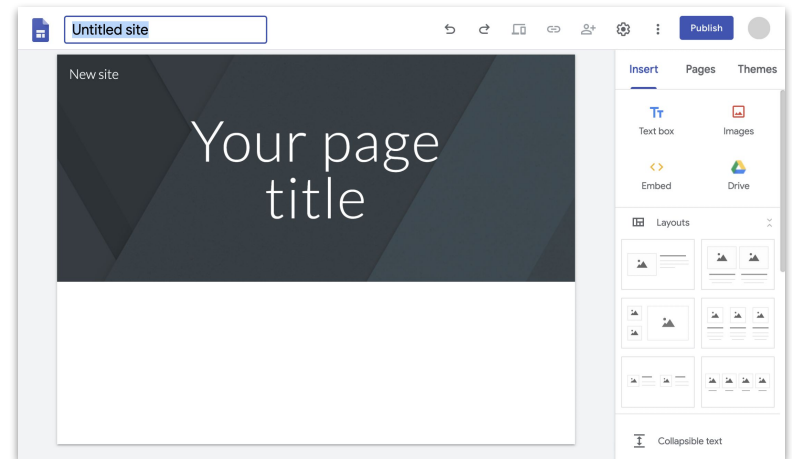 Untitled site
Publish
Insert Pages Themes
New site
Your page
title
Tт
Text box Images
Embed Drive
Layouts
Collapsible text